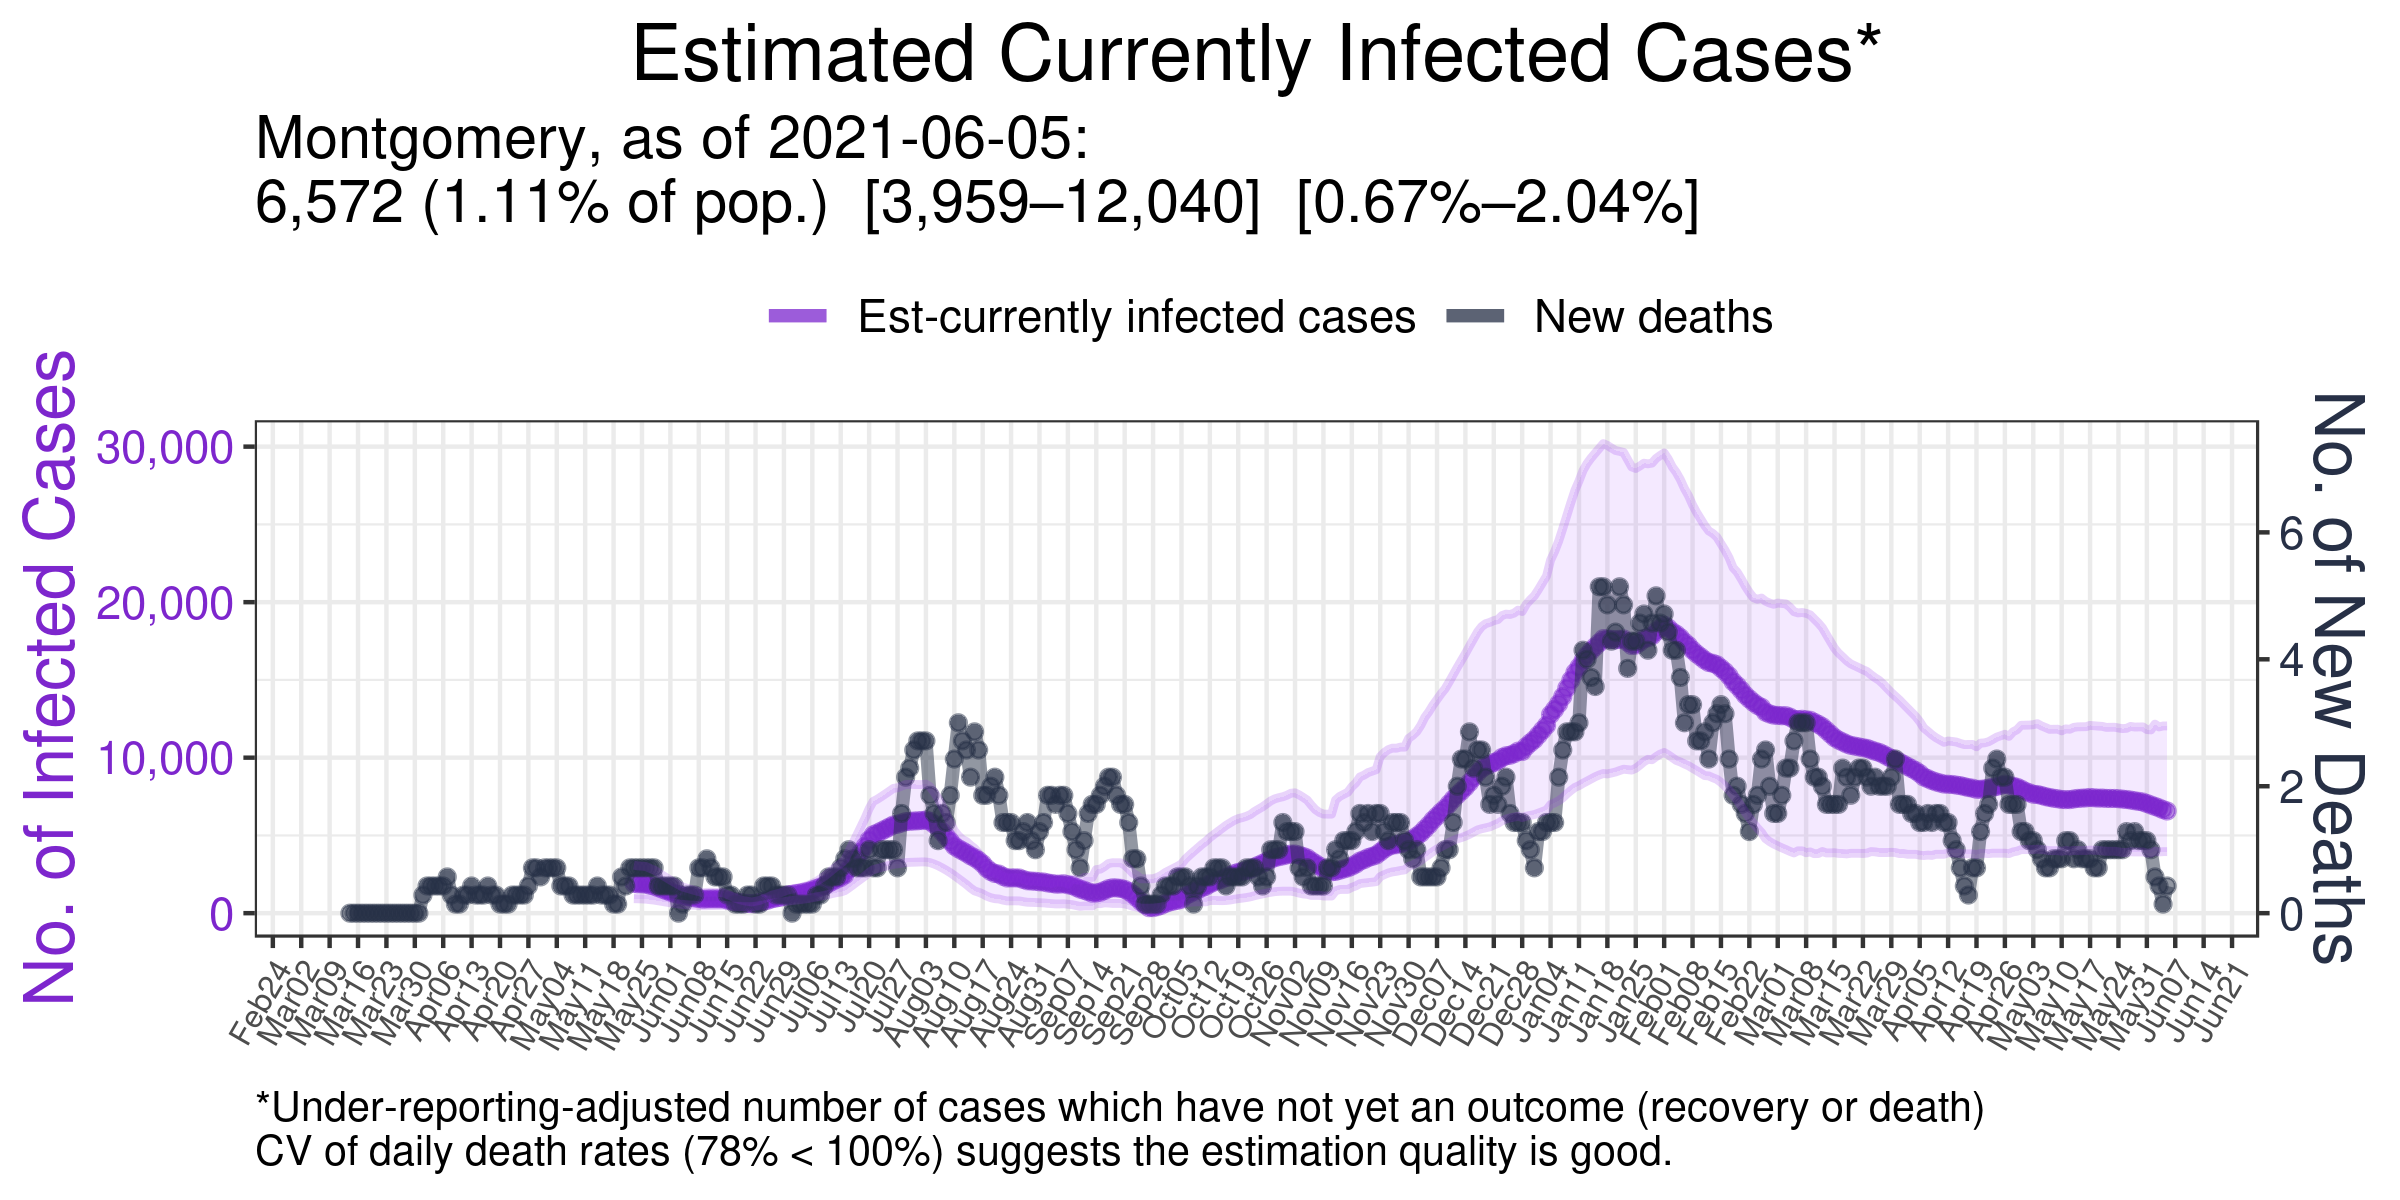 Estimated Currently Infected Cases*
Montgomery, as of 2021-06-05:
6,572 (1.11% of pop.) [3,959–12,040] [0.67%–2.04%]
Est-currently infected cases
New deaths
No. of Infected Cases
30,000
20,000
10,000
0
6
4
2
0
No. of New Deaths
Feb24
Mar02
Mar09
Mar16
Mar23
Mar30
Apr06
Apr13
Apr20
Apr27
May04
May11
May18
May25
Jun01
Jun08
Jun15
Jun22
Jun29
Jul06
Jul13
Jul20
Jul27
Aug03
Aug10
Aug17
Aug24
Aug31
Sep07
Sep14
Sep21
Sep28
Oct05
Oct12
Oct19
Oct26
Nov02
Nov09
Nov16
Nov23
Nov30
Dec07
Dec14
Dec21
Dec28
Jan04
Jan11
Jan18
Jan25
Feb01
Feb08
Feb15
Feb22
Mar01
Mar08
Mar15
Mar22
Mar29
Apr05
Apr12
Apr19
Apr26
May03
May10
May17
May24
May31
Jun07
Jun14
Jun21
*Under-reporting-adjusted number of cases which have not yet an outcome (recovery or death)
CV of daily death rates (78% < 100%) suggests the estimation quality is good.